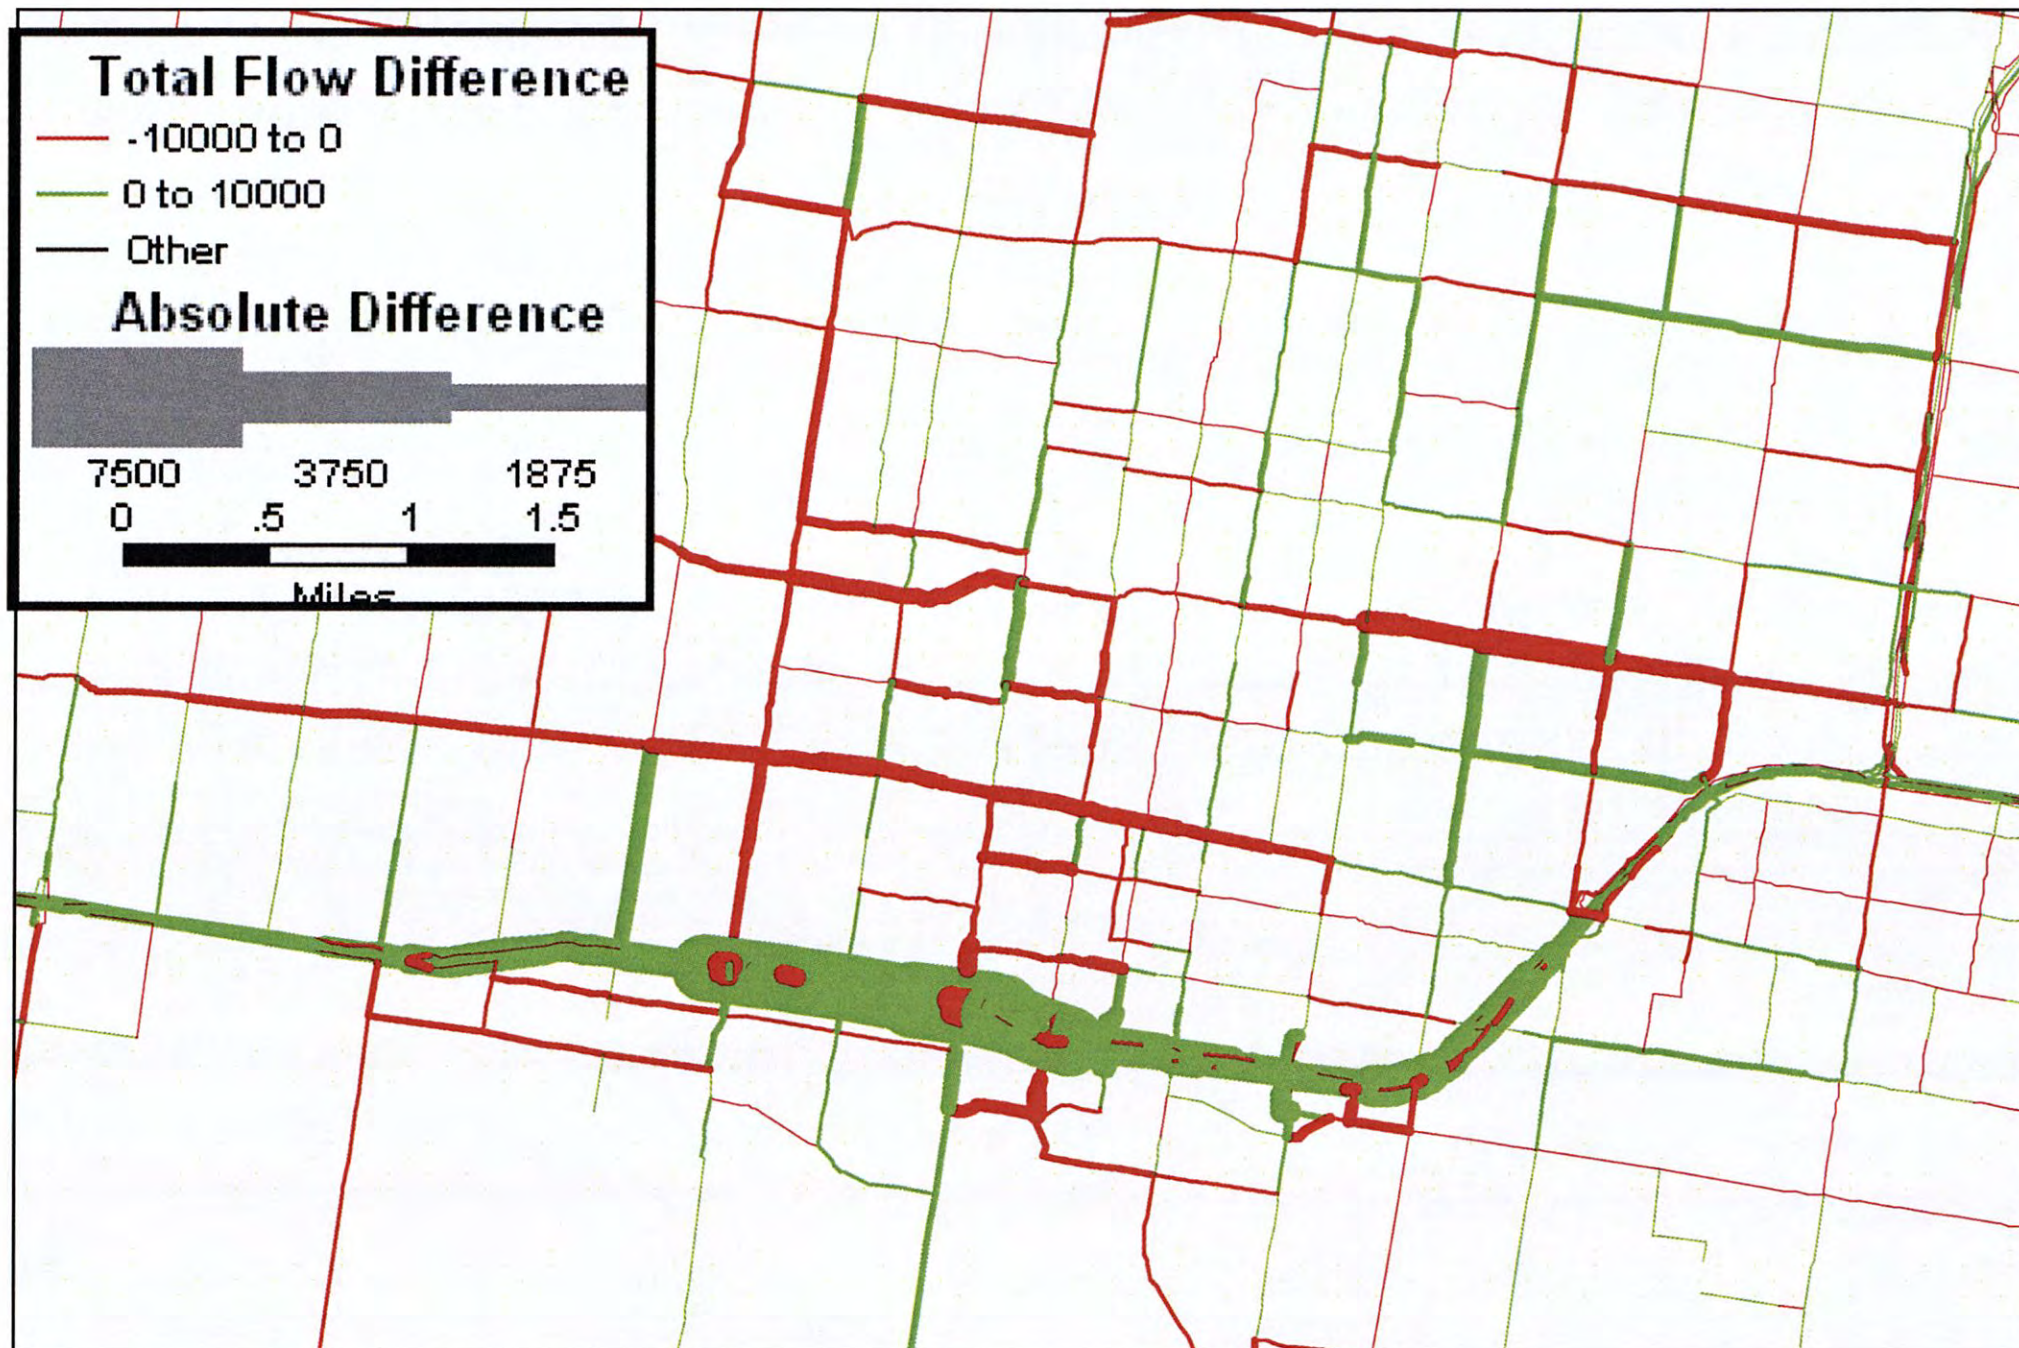 Total Flow Difference
-10000 to 0
0 to 10000
Other
Absolute Difference
7500 3750 1875
0 .5 1 1.5
Miles